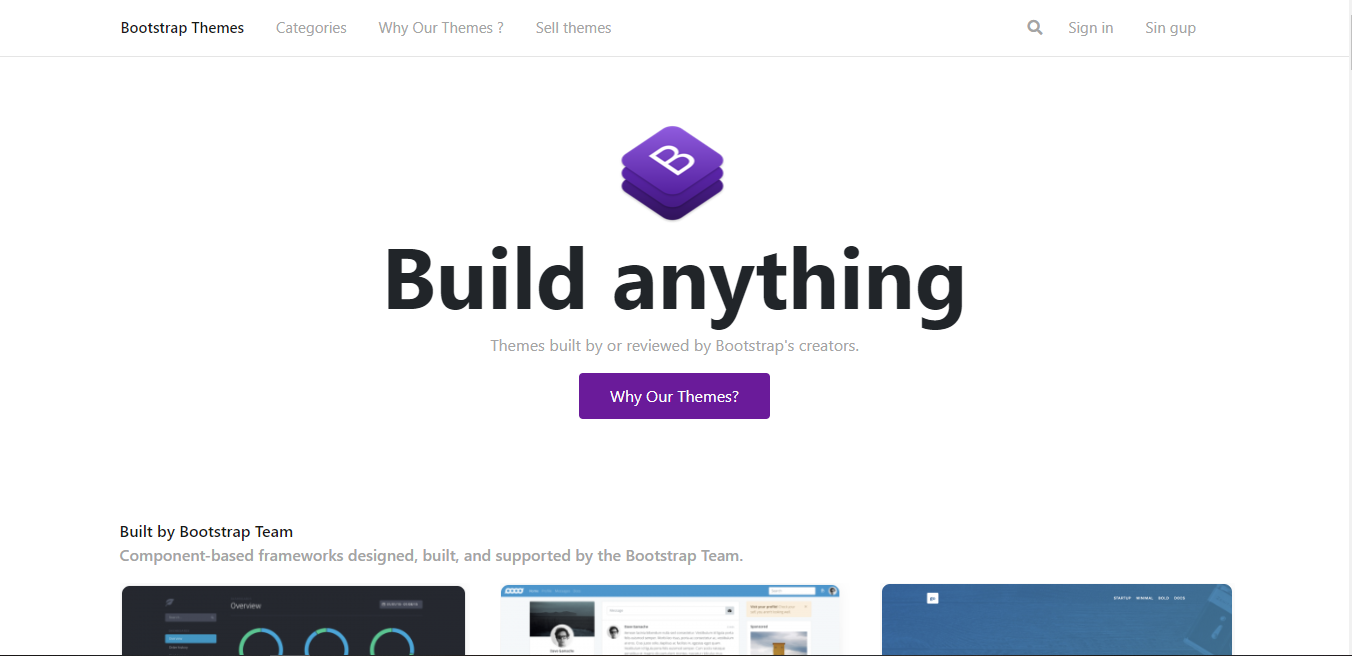 Bootstrap Themes Categories Why Our Themes ? Sell themes Sign in Sin gup
B
Build anything
Themes built by or reviewed by Bootstrap's creators.
Why Our Themes?
Built by Bootstrap Team
Component-based frameworks designed, built, and supported by the Bootstrap Team.
Overview
STARTUP MINIMAL BOLD DOCS